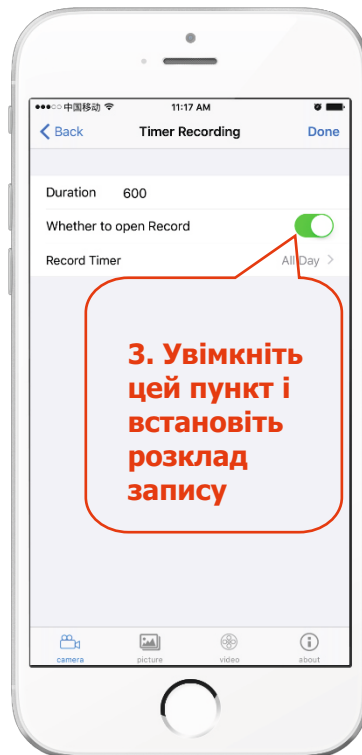 中国移动 11:17 AM
Back Timer Recording Done
Duration 600
Whether to open Record
Record Timer All Day
3. Увімкніть
цей пункт і
встановіть
розклад
запису
camera picture video about